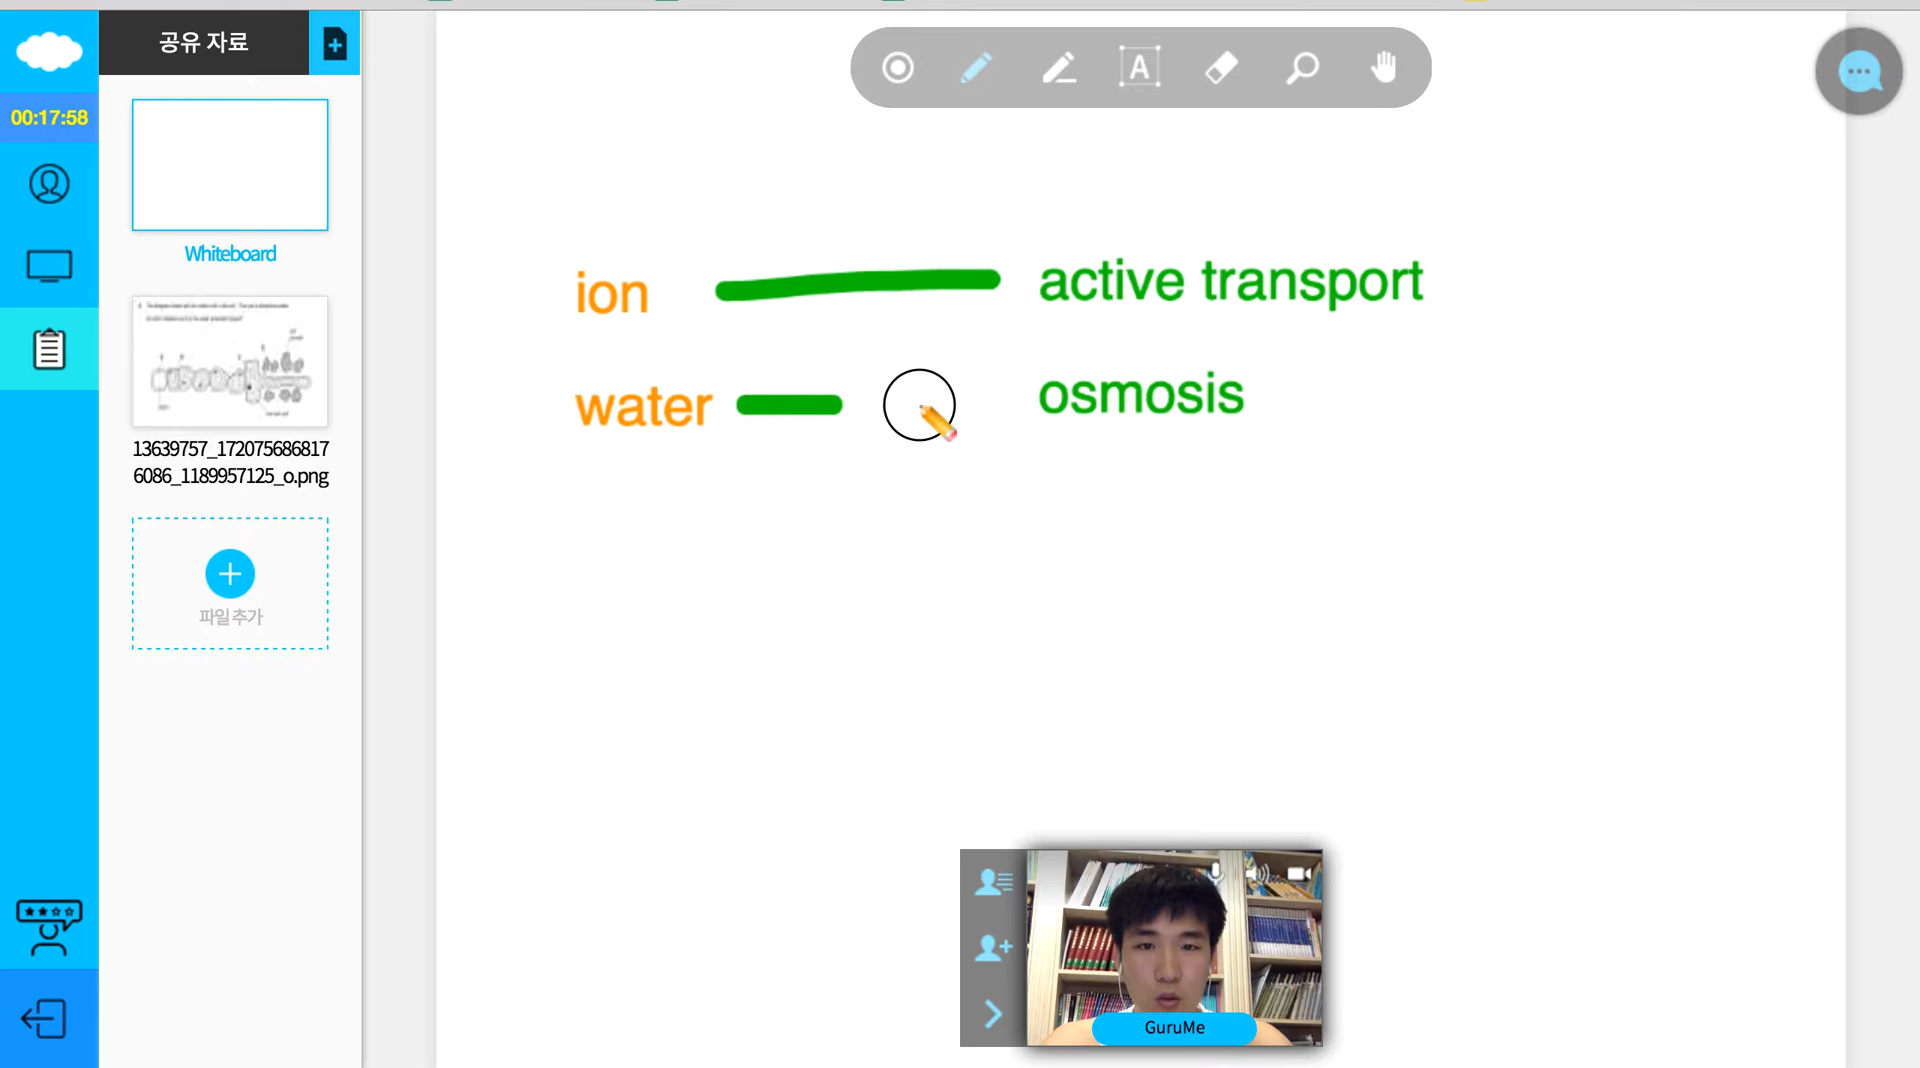 공유 자료
00:17:58
A
Whiteboard
ion active transport
water osmosis
13639757_172075686817
6086_1189957125_o.png
파일 추가
GuruMe